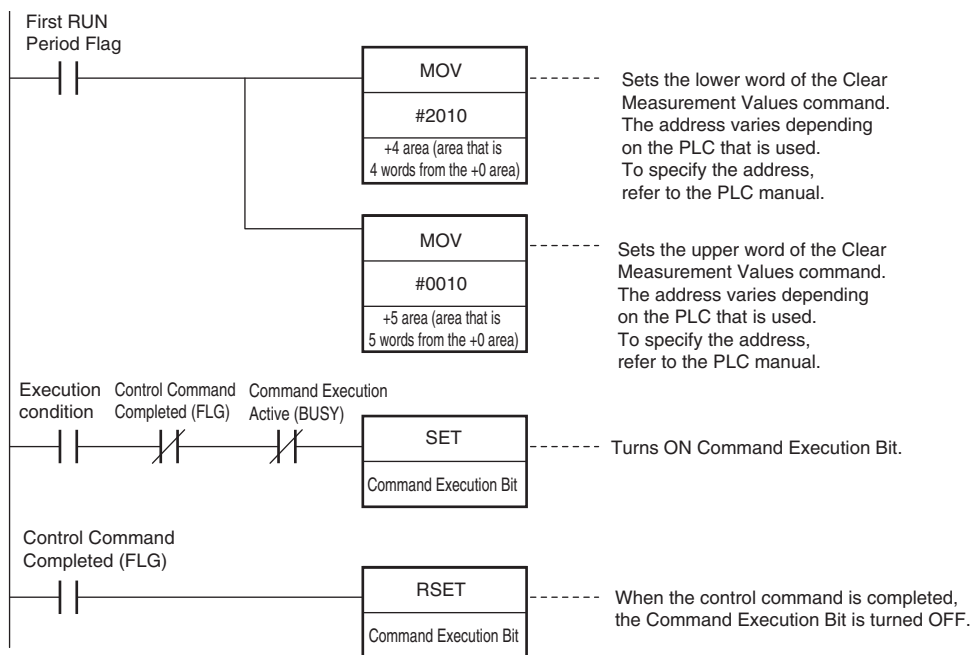 First RUN
Period Flag
MOV
#2010
+4 area (area that is
4 words from the +0 area)
Sets the lower word of the Clear
Measurement Values command.
The address varies depending
on the PLC that is used.
To specify the address,
refer to the PLC manual.
MOV
#0010
+5 area (area that is
5 words from the +0 area)
Sets the upper word of the Clear
Measurement Values command.
The address varies depending
on the PLC that is used.
To specify the address,
refer to the PLC manual.
Execution
condition
Control Command
Completed (FLG)
Command Execution
Active (BUSY)
SET
Command Execution Bit
Turns ON Command Execution Bit.
Control Command
Completed (FLG)
RSET
Command Execution Bit
When the control command is completed,
the Command Execution Bit is turned OFF.